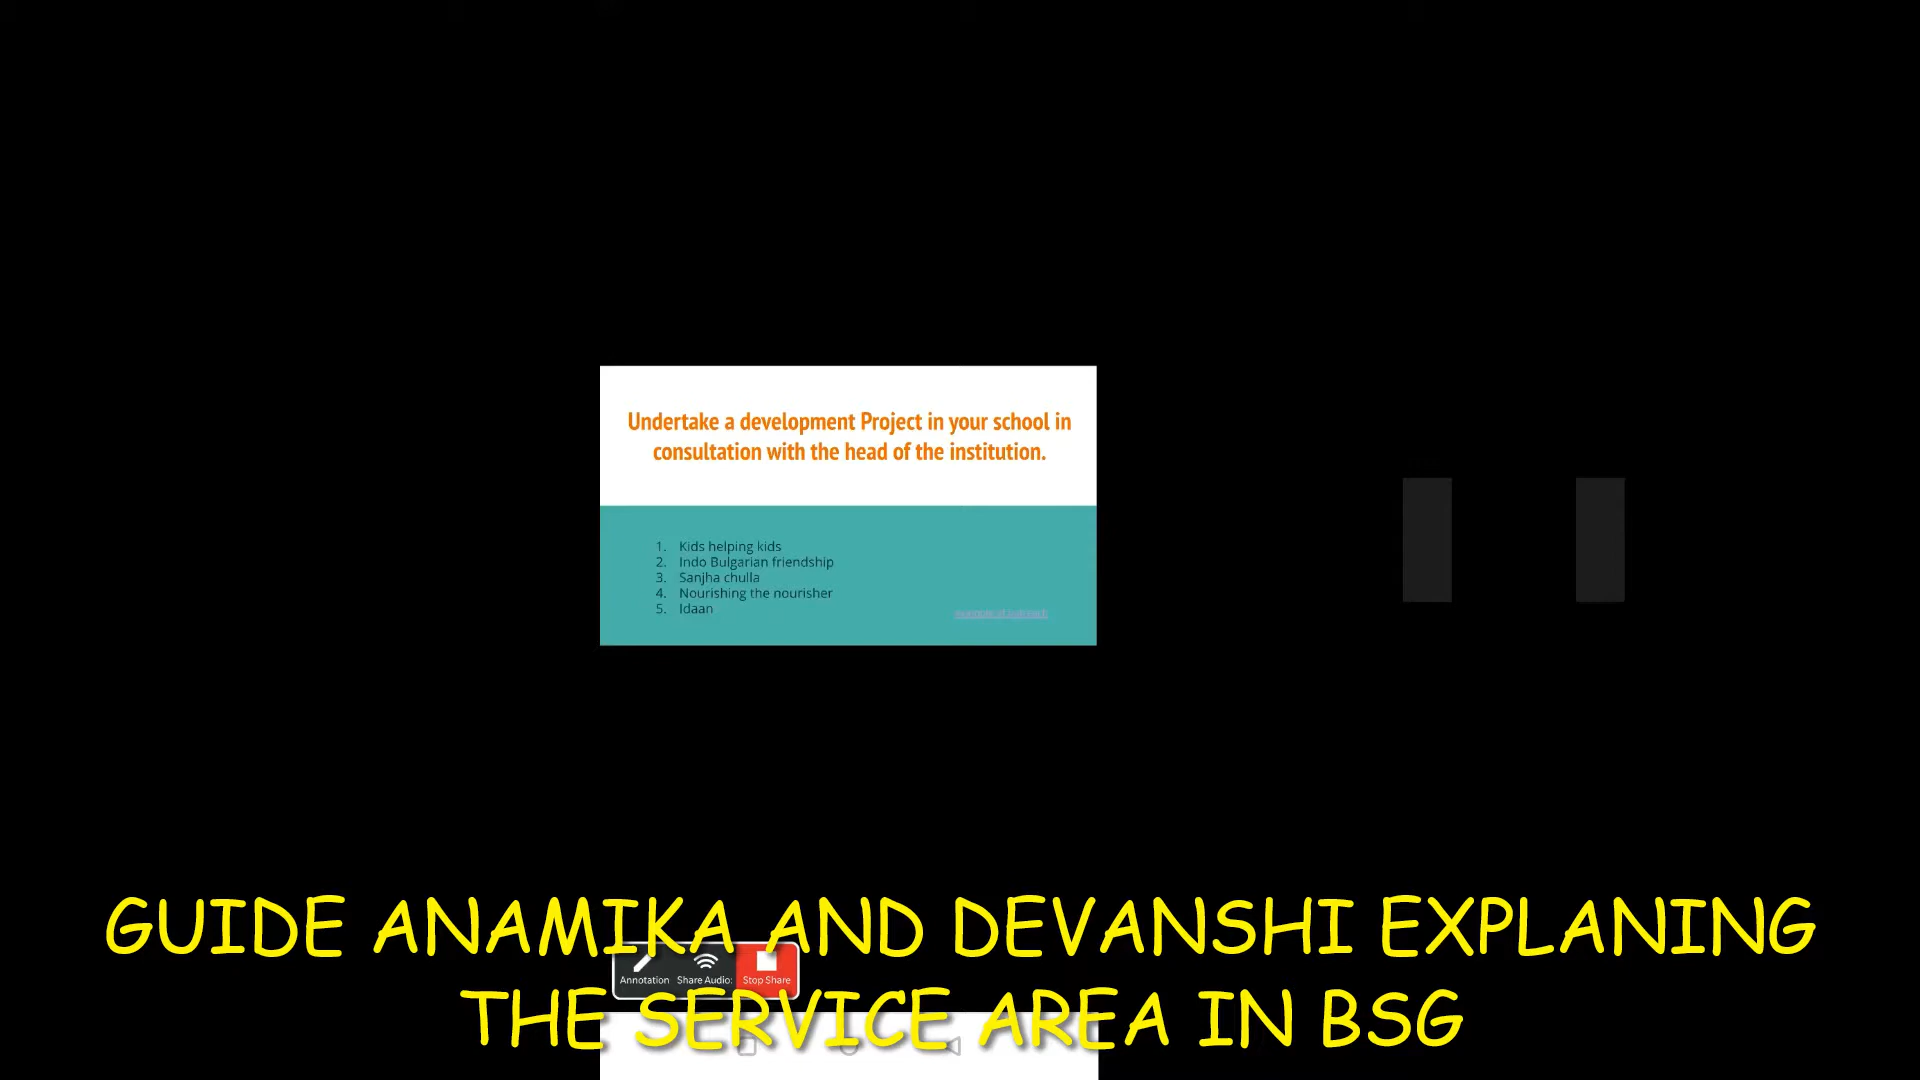 Undertake a development Project in your school in
consultation with the head of the institution.
1. Kids helping kids
2. Indo Bulgarian friendship
3. Sanjha chulla
4. Nourishing the nourisher
5. Idaan
GUIDE ANAMIKA AND DEVANSHI EXPLANING
Annotation Share Audio: Stop Share
THE SERVICE AREA IN BSG